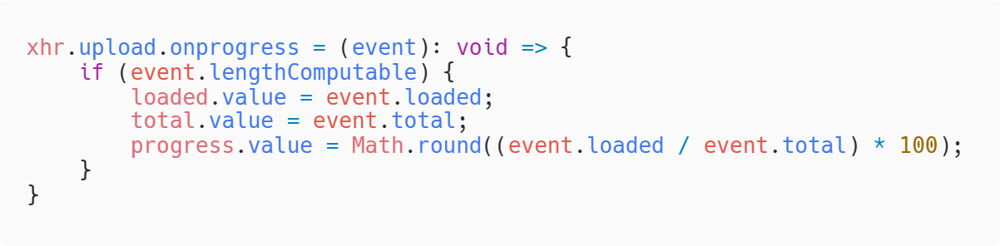 xhr.upload.onprogress = (event): void => {
    if (event.lengthComputable) {
        loaded.value = event.loaded;
        total.value = event.total;
        progress.value = Math.round((event.loaded / event.total) * 100);
    }
}